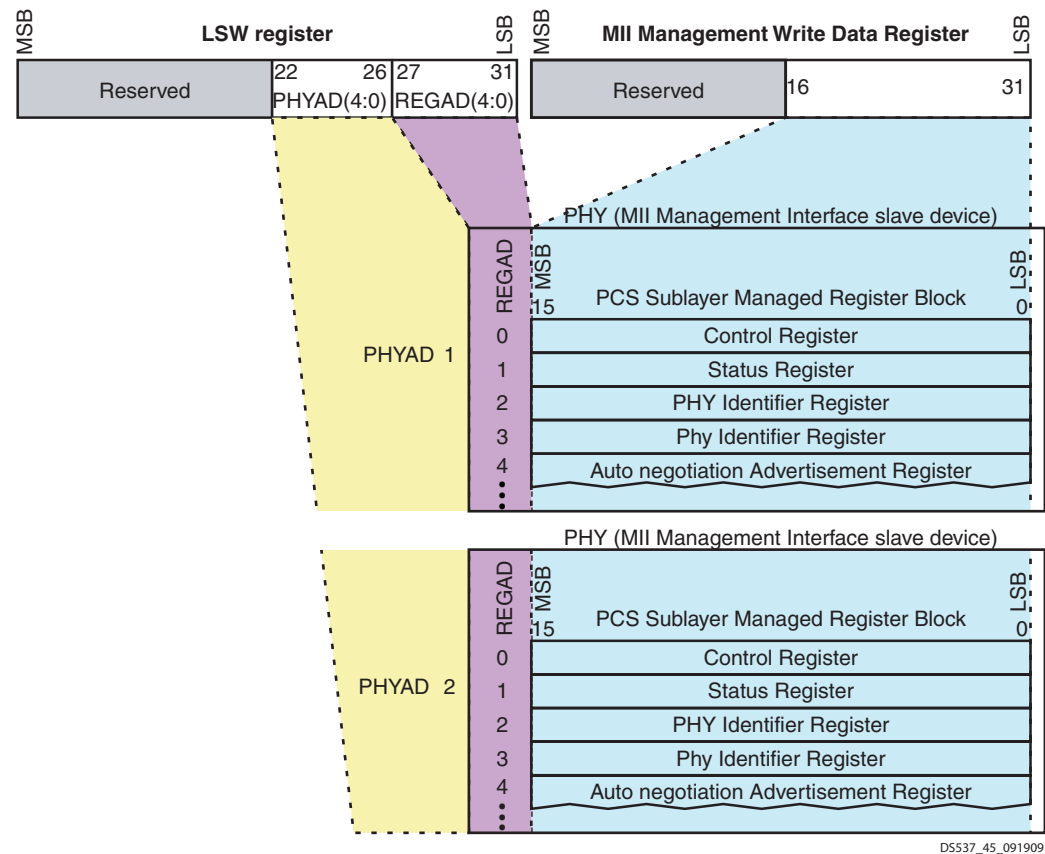 MSB
LSW register
LSB
MSB
MII Management Write Data Register
LSB
Reserved
22 26
PHYAD(4:0)
27 31
REGAD(4:0)
Reserved
16 31
PHY (MII Management Interface slave device)
REGAD
MSB
15
PCS Sublayer Managed Register Block
LSB
0
PHYAD 1
0 Control Register
1 Status Register
2 PHY Identifier Register
3 Phy Identifier Register
4 Auto negotiation Advertisement Register
PHY (MII Management Interface slave device)
REGAD
MSB
15
PCS Sublayer Managed Register Block
LSB
0
PHYAD 2
0 Control Register
1 Status Register
2 PHY Identifier Register
3 Phy Identifier Register
4 Auto negotiation Advertisement Register
DS537_45_091909